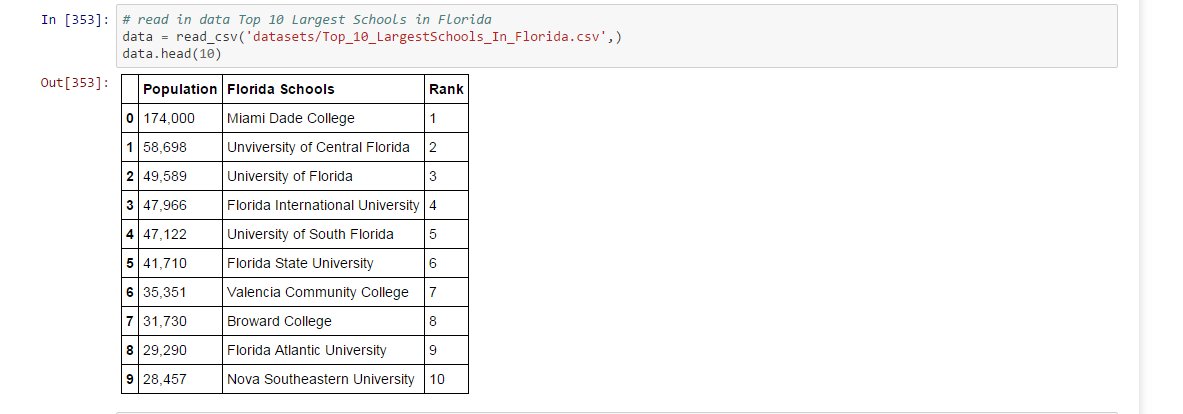 In [353]: # read in data Top 10 Largest Schools in Florida
data = read_csv('datasets/Top_10_LargestSchools_In_Florida.csv',)
data.head(10)
Out[353]:
Population Florida Schools Rank
0 174,000 Miami Dade College 1
1 58,698 Unviversity of Central Florida 2
2 49,589 University of Florida 3
3 47,966 Florida International University 4
4 47,122 University of South Florida 5
5 41,710 Florida State University 6
6 35,351 Valencia Community College 7
7 31,730 Broward College 8
8 29,290 Florida Atlantic University 9
9 28,457 Nova Southeastern University 10